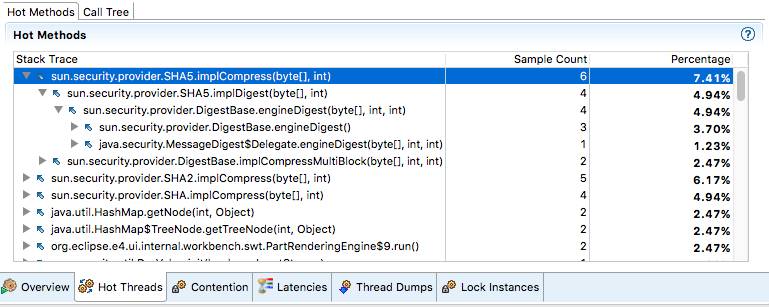 Hot Methods Call Tree
Hot Methods
Stack Trace Sample Count Percentage
sun.security.provider.SHA5.implCompress(byte[], int) 6 7.41%
sun.security.provider.SHA5.implDigest(byte[], int) 4 4.94%
sun.security.provider.DigestBase.engineDigest(byte[], int, int) 4 4.94%
sun.security.provider.DigestBase.engineDigest() 3 3.70%
java.security.MessageDigest$Delegate.engineDigest(byte[], int, int) 1 1.23%
sun.security.provider.DigestBase.implCompressMultiBlock(byte[], int, int) 2 2.47%
sun.security.provider.SHA2.implCompress(byte[], int) 5 6.17%
sun.security.provider.SHA.implCompress(byte[], int) 4 4.94%
java.util.HashMap.getNode(int, Object) 2 2.47%
java.util.HashMap$TreeNode.getTreeNode(int, Object) 2 2.47%
org.eclipse.e4.ui.internal.workbench.swt.PartRenderingEngine$9.run() 2 2.47%
Overview Hot Threads Contention Latencies Thread Dumps Lock Instances